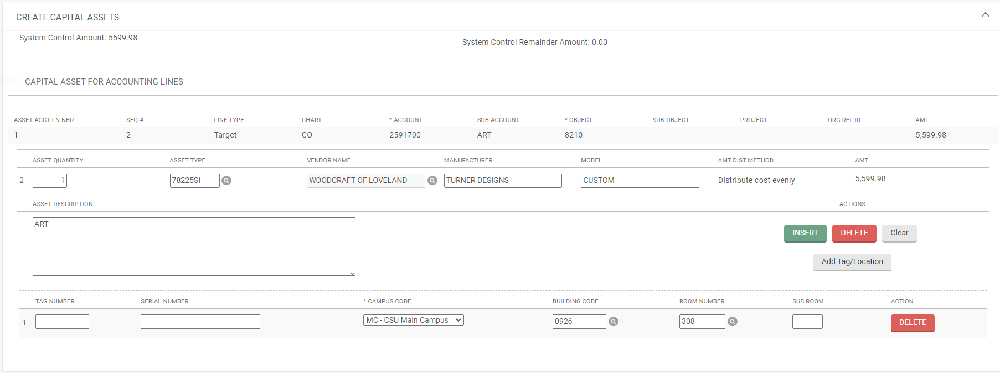 CREATE CAPITAL ASSETS
System Control Amount: 5599.98
System Control Remainder Amount: 0.00
CAPITAL ASSET FOR ACCOUNTING LINES
ASSET ACCT LN NBR SEQ # LINE TYPE CHART * ACCOUNT SUB-ACCOUNT * OBJECT SUB-OBJECT PROJECT ORG REF ID AMT
1 2 Target CO 2591700 ART 8210 5,599.98
ASSET QUANTITY ASSET TYPE VENDOR NAME MANUFACTURER MODEL AMT DIST METHOD AMT
2 1 78225SI WOODCRAFT OF LOVELAND TURNER DESIGNS CUSTOM Distribute cost evenly 5,599.98
ASSET DESCRIPTION ACTIONS
ART
INSERT DELETE Clear
Add Tag/Location
TAG NUMBER SERIAL NUMBER * CAMPUS CODE BUILDING CODE ROOM NUMBER SUB ROOM ACTION
1 MC - CSU Main Campus 0926 308 DELETE